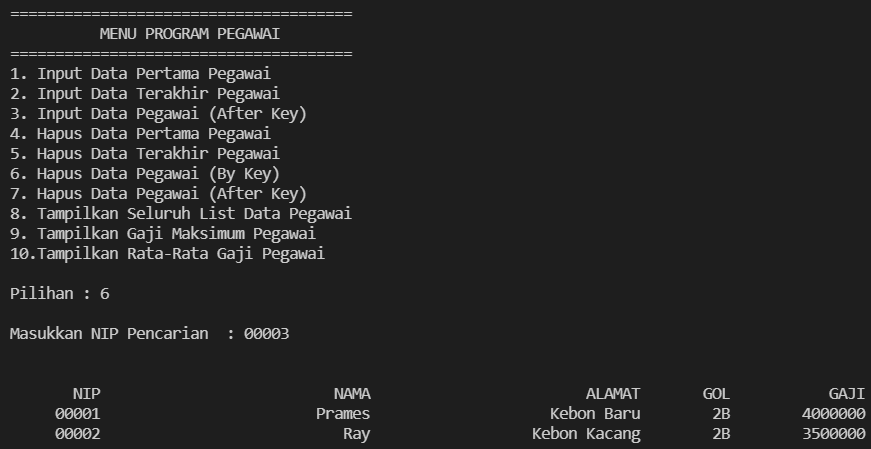 ======================================
MENU PROGRAM PEGAWAI
======================================
1. Input Data Pertama Pegawai
2. Input Data Terakhir Pegawai
3. Input Data Pegawai (After Key)
4. Hapus Data Pertama Pegawai
5. Hapus Data Terakhir Pegawai
6. Hapus Data Pegawai (By Key)
7. Hapus Data Pegawai (After Key)
8. Tampilkan Seluruh List Data Pegawai
9. Tampilkan Gaji Maksimum Pegawai
10.Tampilkan Rata-Rata Gaji Pegawai
Pilihan : 6
Masukkan NIP Pencarian  : 00003
NIP NAMA ALAMAT GOL GAJI
00001 Prames Kebon Baru 2B 4000000
00002 Ray Kebon Kacang 2B 3500000